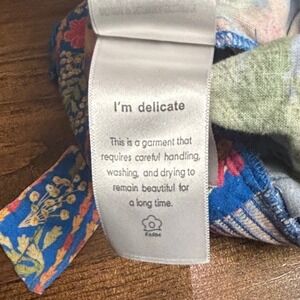 I'm delicate
This is a garment that
requires careful handling,
washing, and drying to
remain beautiful for
a long time.